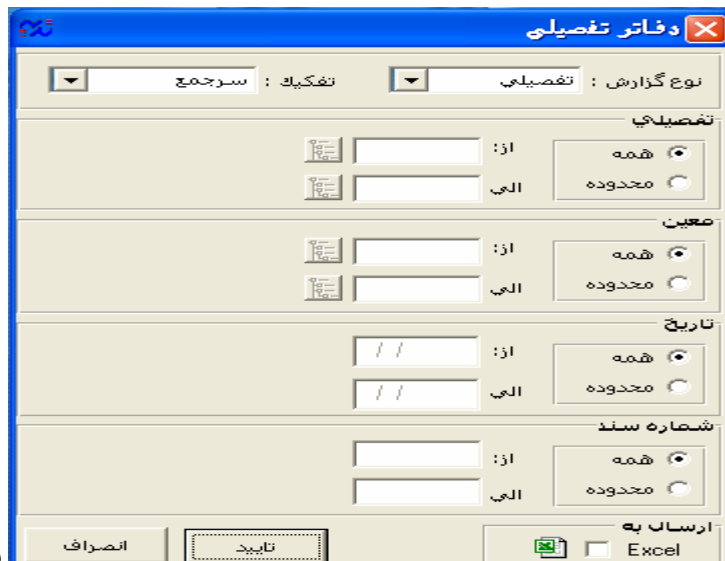 دفاتر تفصيلي
نوع گزارش : تفصيلي تفكيك : سرجمع
تفصيلي
همه از:
محدوده الي
معين
همه از:
محدوده الي
تاريخ
همه از: / /
محدوده الي / /
شماره سند
همه از:
محدوده الي
ارسال به
Excel تاييد انصراف